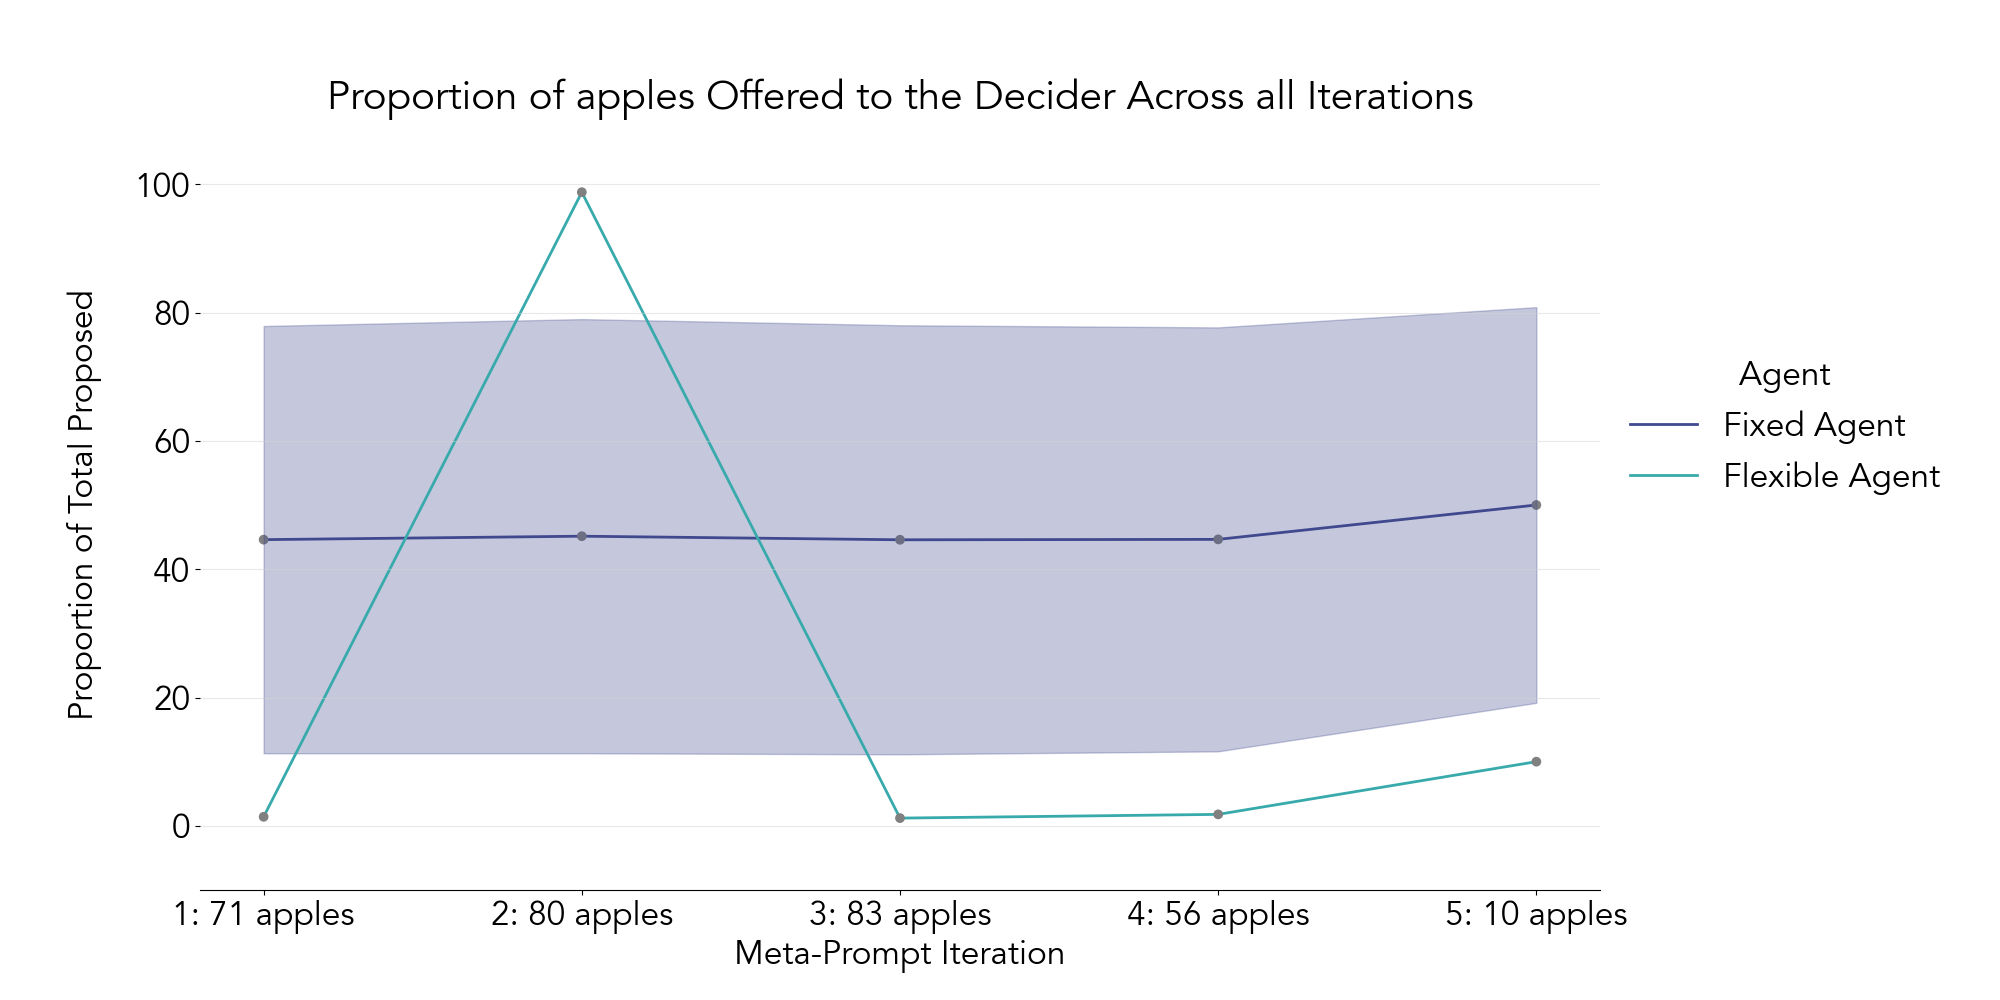 Proportion of apples Offered to the Decider Across all Iterations
Proportion of Total Proposed
100
80
60
40
20
0
1: 71 apples
2: 80 apples
3: 83 apples
4: 56 apples
5: 10 apples
Meta-Prompt Iteration
Agent
Fixed Agent
Flexible Agent